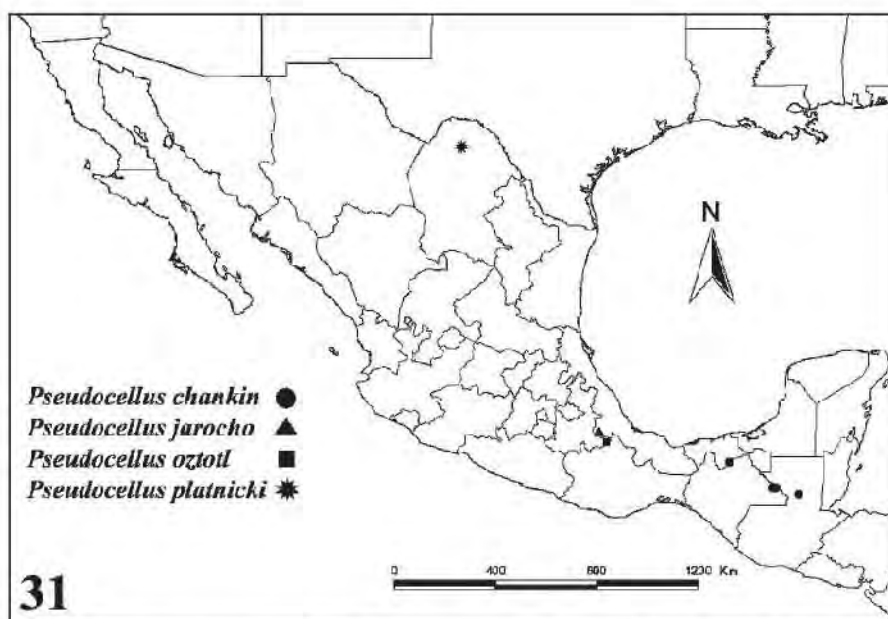 N
Pseudocellus chankin
Pseudocellus jarocho
Pseudocellus oztotl
Pseudocellus platnicki
0 400 800 1200 Km
31